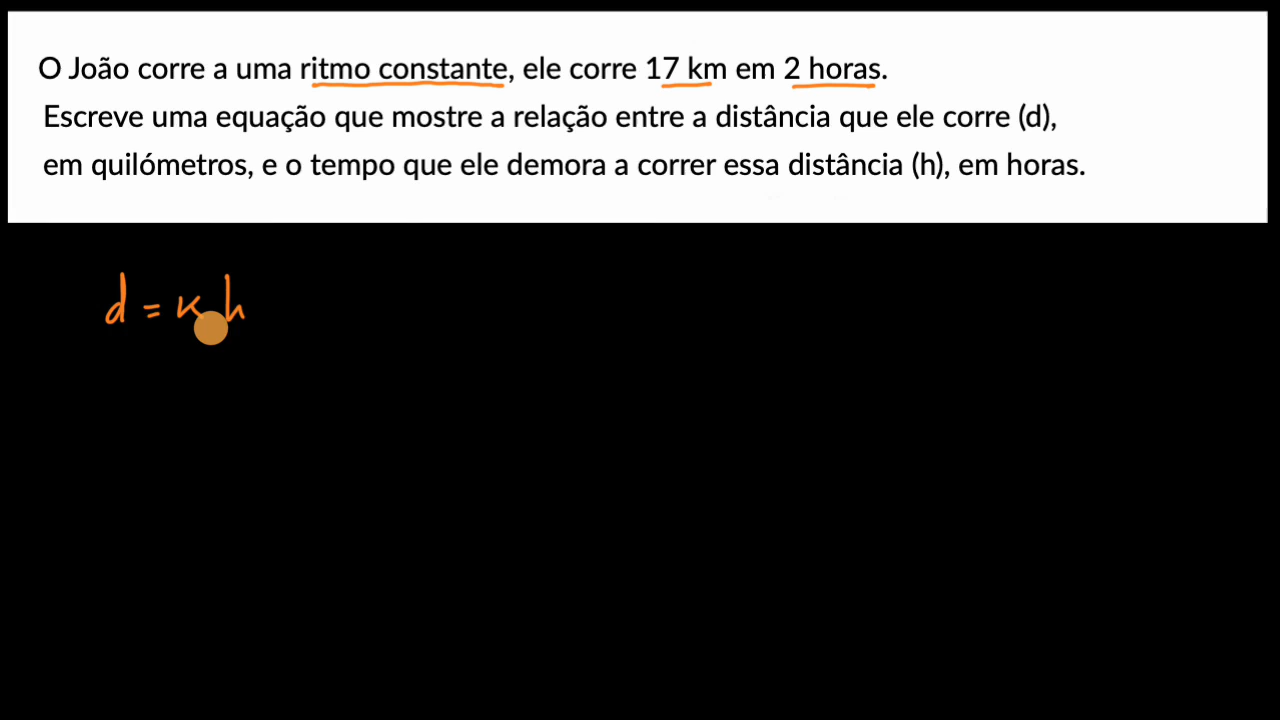 O João corre a uma ritmo constante, ele corre 17 km em 2 horas.
Escreve uma equação que mostre a relação entre a distância que ele corre (d),
em quilómetros, e o tempo que ele demora a correr essa distância (h), em horas.
d = k h